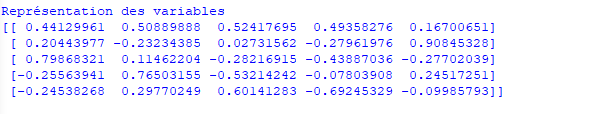 Représentation des variables
[[ 0.44129961  0.50889888  0.52417695  0.49358276  0.16700651]
 [ 0.20443977 -0.23234385  0.02731562 -0.27961976  0.90845328]
 [ 0.79868321  0.11462204 -0.28216915 -0.43887036 -0.27702039]
 [-0.25563941  0.76503155 -0.53214242 -0.07803908  0.24517251]
 [-0.24538268  0.29770249  0.60141283 -0.69245329 -0.09985793]]